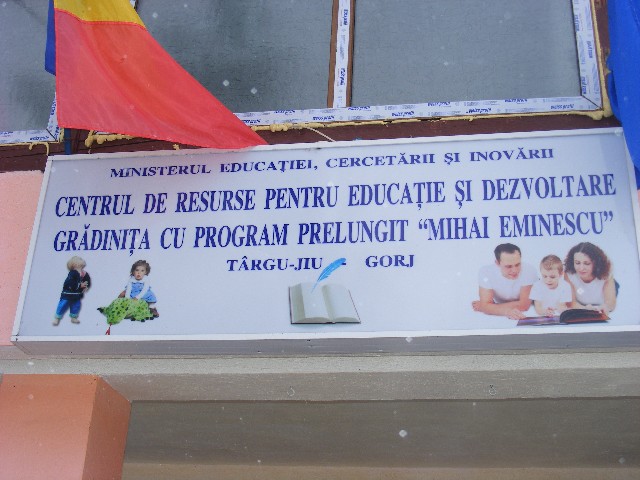 MINISTERUL EDUCAȚIEI, CERCETĂRII ȘI INOVĂRII
CENTRUL DE RESURSE PENTRU EDUCAȚIE ȘI DEZVOLTARE
GRĂDINIȚA CU PROGRAM PRELUNGIT “MIHAI EMINESCU”
TÂRGU-JIU GORJ